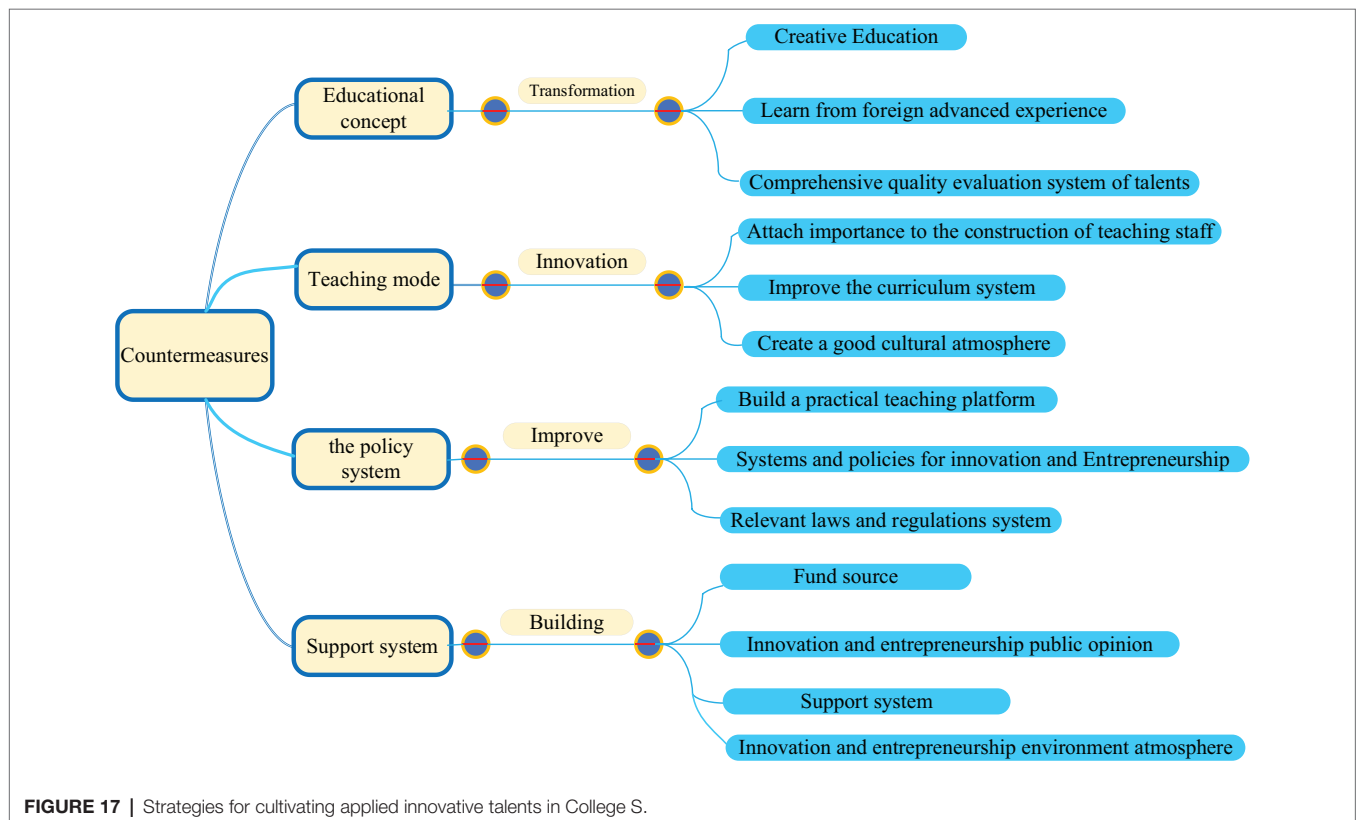 Countermeasures
Educational
concept
Transformation
Creative Education
Learn from foreign advanced experience
Comprehensive quality evaluation system of talents
Teaching mode
Innovation
Attach importance to the construction of teaching staff
Improve the curriculum system
Create a good cultural atmosphere
the policy
system
Improve
Build a practical teaching platform
Systems and policies for innovation and Entrepreneurship
Relevant laws and regulations system
Support system
Building
Fund source
Innovation and entrepreneurship public opinion
Support system
Innovation and entrepreneurship environment atmosphere
FIGURE 17 | Strategies for cultivating applied innovative talents in College S.